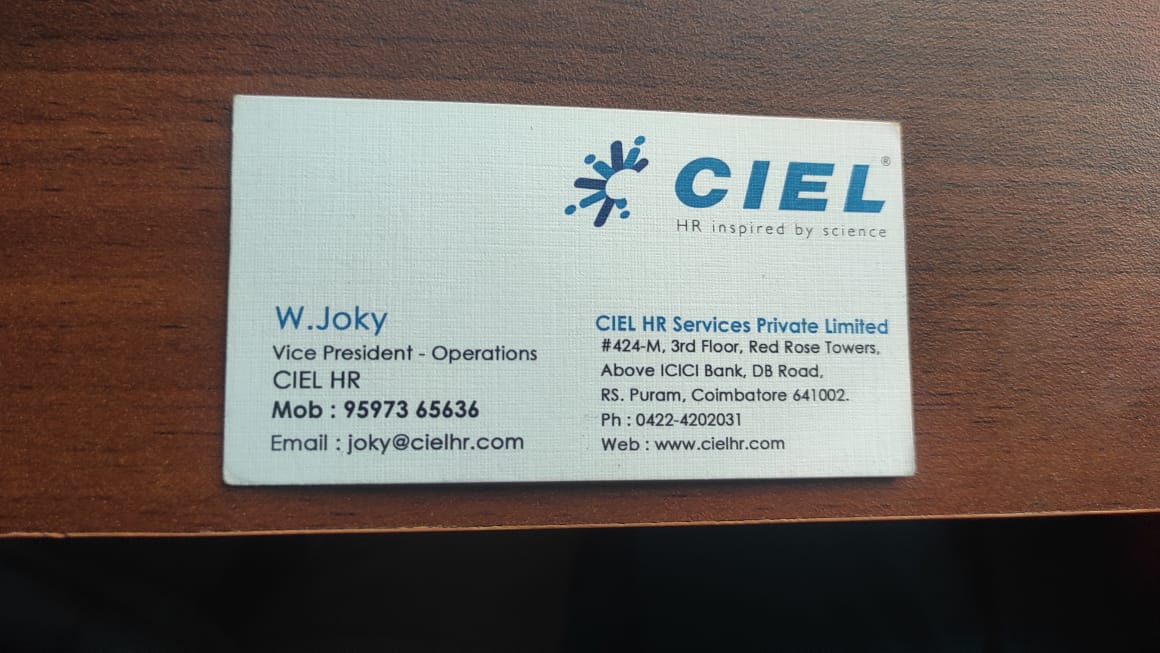 CIEL®
HR inspired by science
W.Joky
Vice President - Operations
CIEL HR
Mob : 95973 65636
Email : joky@cielhr.com
CIEL HR Services Private Limited
#424-M, 3rd Floor, Red Rose Towers,
Above ICICI Bank, DB Road,
RS. Puram, Coimbatore 641002.
Ph : 0422-4202031
Web : www.cielhr.com